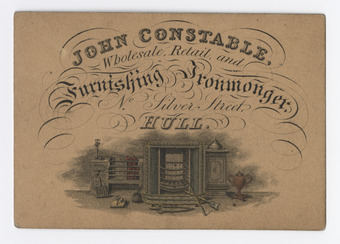 JOHN CONSTABLE,
Wholesale, Retail, and
Furnishing Ironmonger,
No Silver Street
HULL.